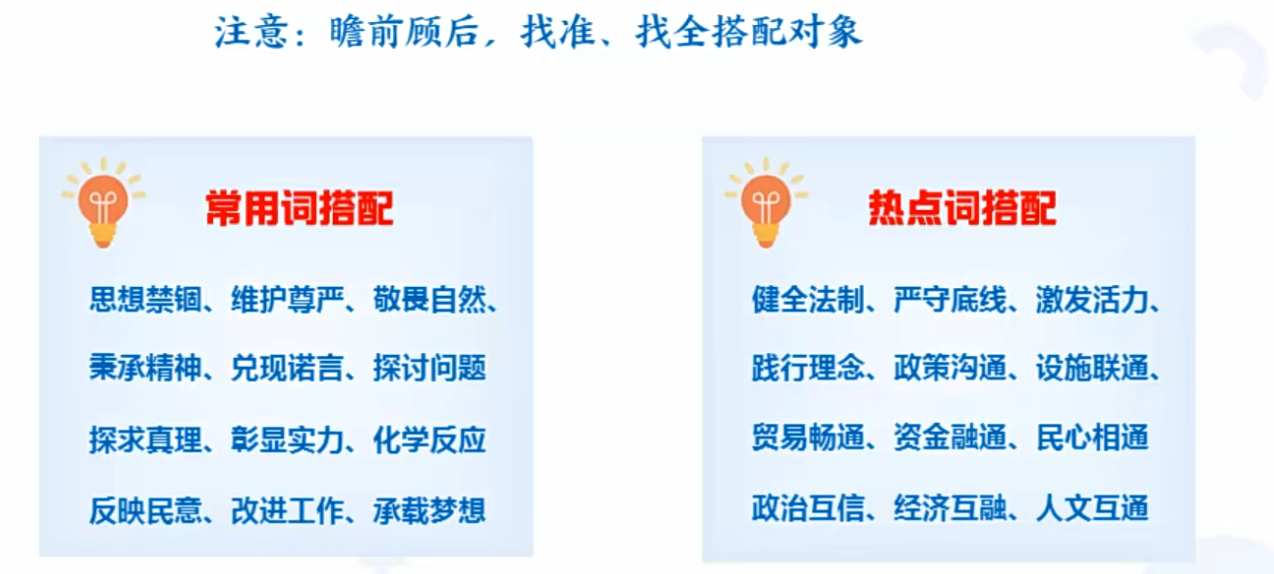 注意：瞻前顾后，找准、找全搭配对象
常用词搭配
思想禁锢、维护尊严、敬畏自然、
秉承精神、兑现诺言、探讨问题
探求真理、彰显实力、化学反应
反映民意、改进工作、承载梦想
热点词搭配
健全法制、严守底线、激发活力、
践行理念、政策沟通、设施联通、
贸易畅通、资金融通、民心相通
政治互信、经济互融、人文互通